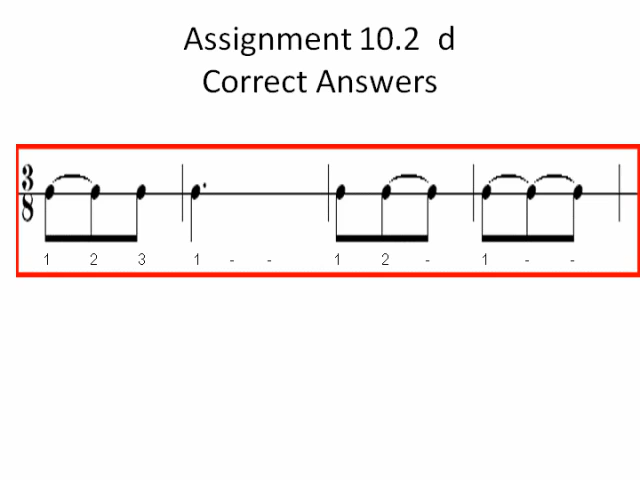 Assignment 10.2 d
Correct Answers
3
8
1 2 3 1 - - 1 2 - 1 - -